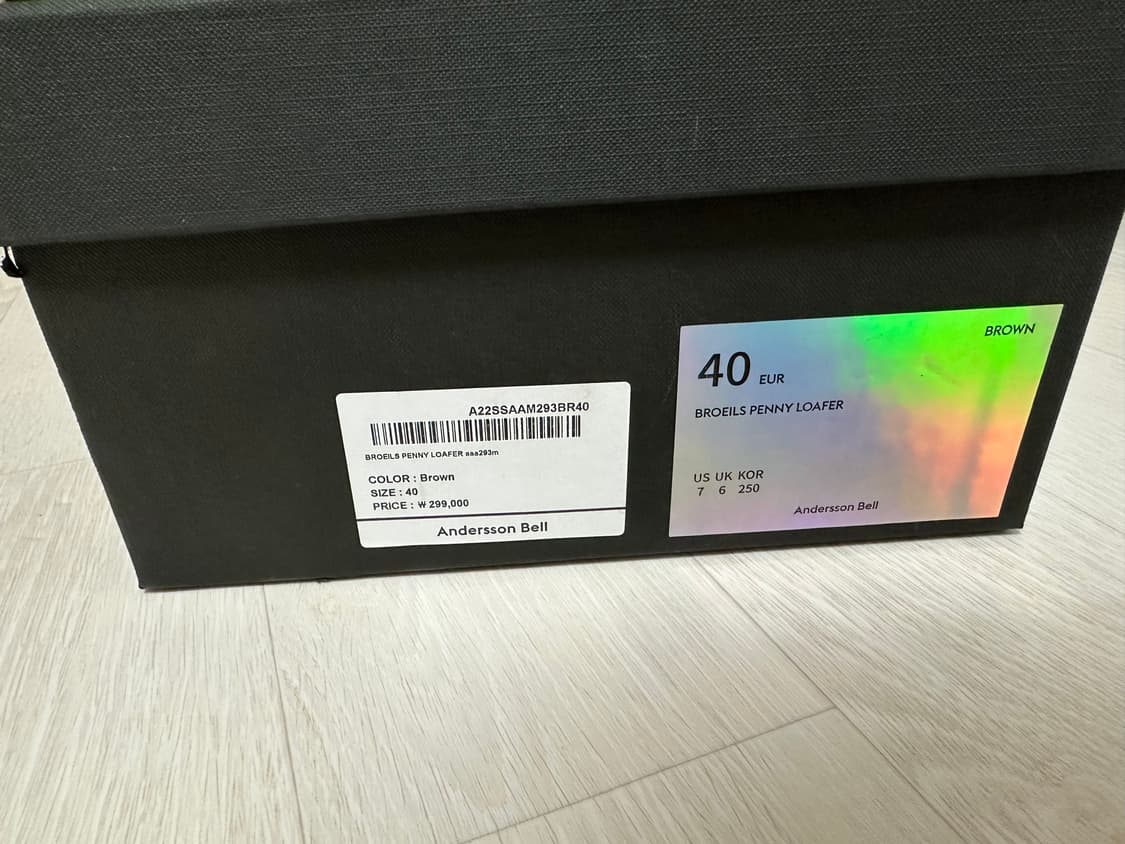 A22SSAAM293BR40
BROEILS PENNY LOAFER aaa293m
COLOR : Brown
SIZE : 40
PRICE : ₩ 299,000
Andersson Bell
BROWN
40 EUR
BROEILS PENNY LOAFER
US UK KOR
7 6 250
Andersson Bell